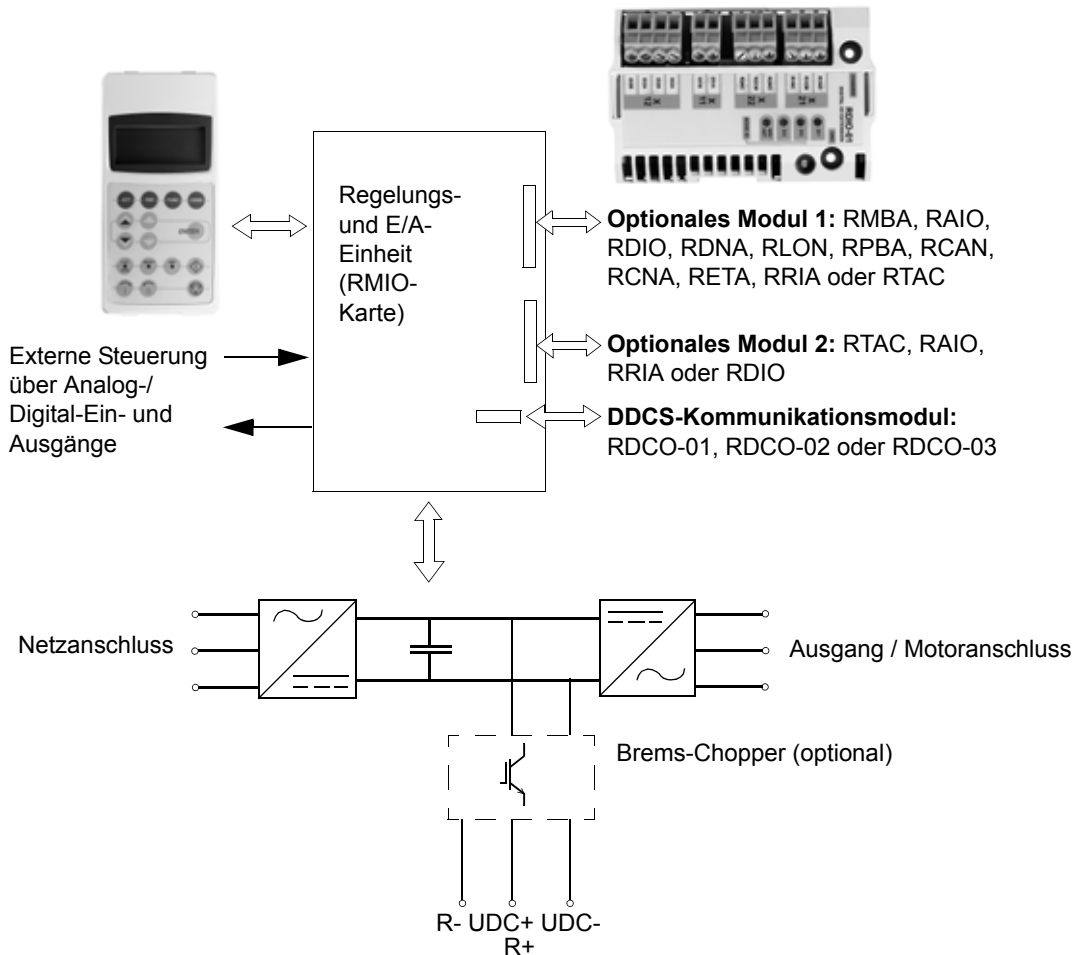 RDIO-01
Regelungs-
und E/A-
Einheit
(RMIO-
Karte)
Optionales Modul 1: RMBA, RAIO,
RDIO, RDNA, RLON, RPBA, RCAN,
RCNA, RETA, RRIA oder RTAC
Externe Steuerung
über Analog-/
Digital-Ein- und
Ausgänge
Optionales Modul 2: RTAC, RAIO,
RRIA oder RDIO
DDCS-Kommunikationsmodul:
RDCO-01, RDCO-02 oder RDCO-03
Netzanschluss
Ausgang / Motoranschluss
Brems-Chopper (optional)
R- UDC+ UDC-
R+